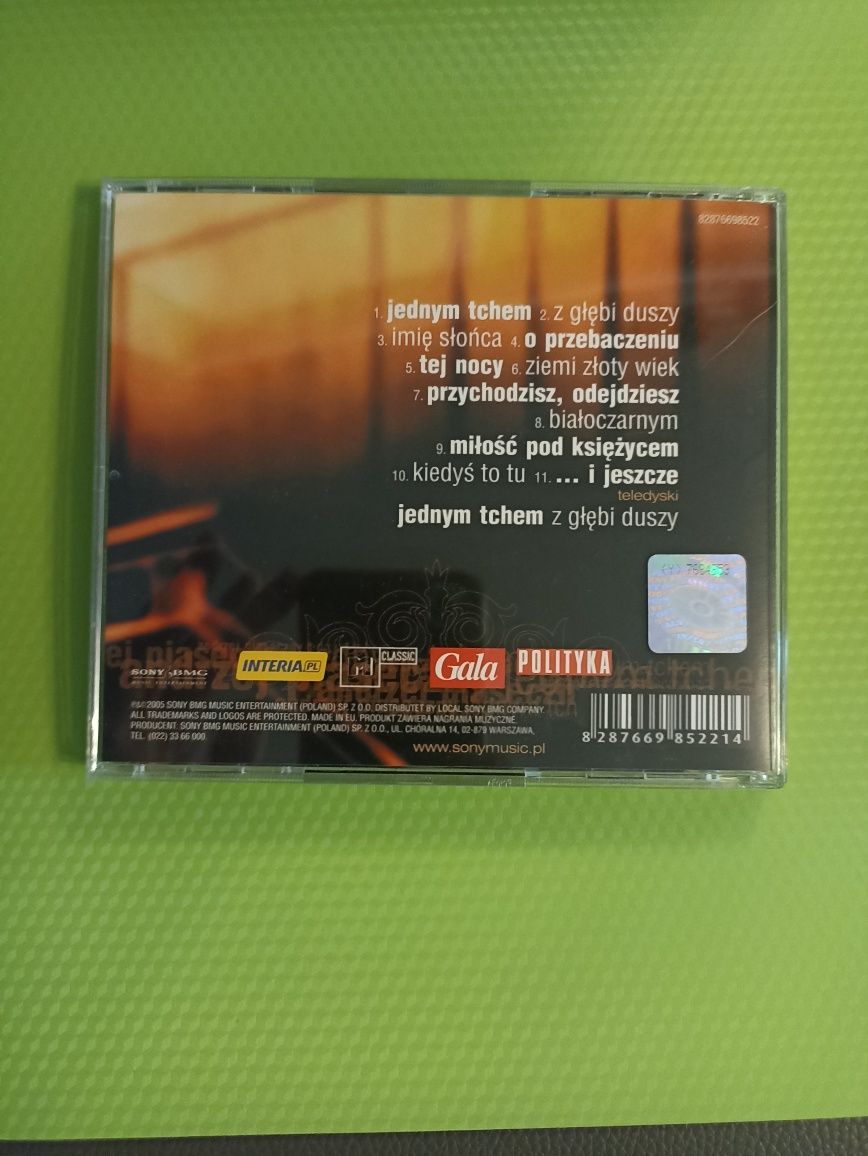 82876698522
1. jednym tchem 2. z głębi duszy
3. imię słońca 4. o przebaczeniu
5. tej nocy 6. ziemi złoty wiek
7. przychodzisz, odejdziesz
8. białoczarnym
9. miłość pod księżycem
10. kiedyś to tu 11. ... i jeszcze
teledyski
jednym tchem z głębi duszy
SONY BMG
MUSIC ENTERTAINMENT
INTERIA.PL
CLASSIC
Gala
POLITYKA
℗&© 2005 SONY BMG MUSIC ENTERTAINMENT (POLAND) SP. Z O.O. DISTRIBUTET BY LOCAL SONY BMG COMPANY.
ALL TRADEMARKS AND LOGOS ARE PROTECTED. MADE IN EU. PRODUKT ZAWIERA NAGRANIA MUZYCZNE.
PRODUCENT: SONY BMG MUSIC ENTERTAINMENT (POLAND) SP. Z O.O., UL. CHÓRALNA 14, 02-879 WARSZAWA,
TEL. (022) 33 66 000.
www.sonymusic.pl
8 287669 852214